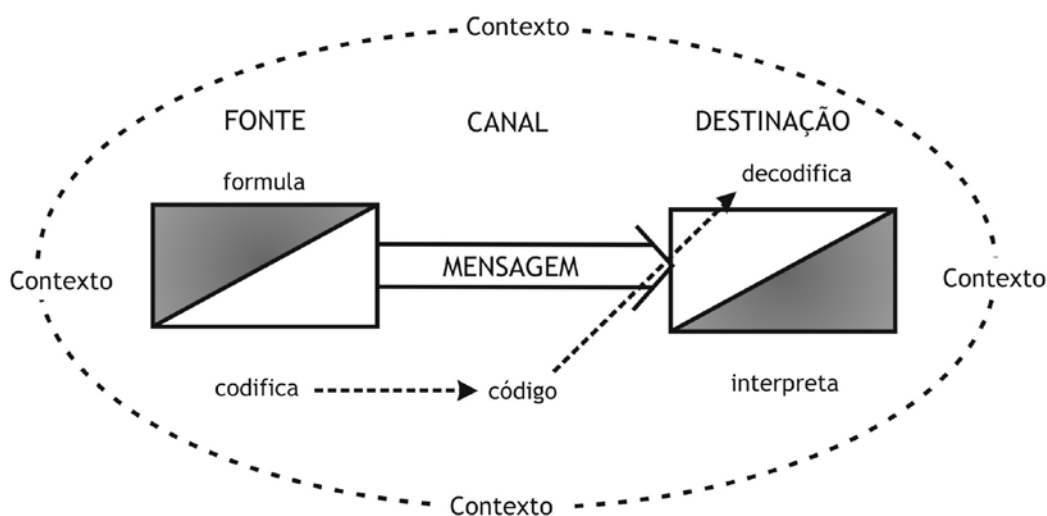 Contexto
FONTE CANAL DESTINAÇÃO
formula decodifica
MENSAGEM
Contexto Contexto
codifica código interpreta
Contexto